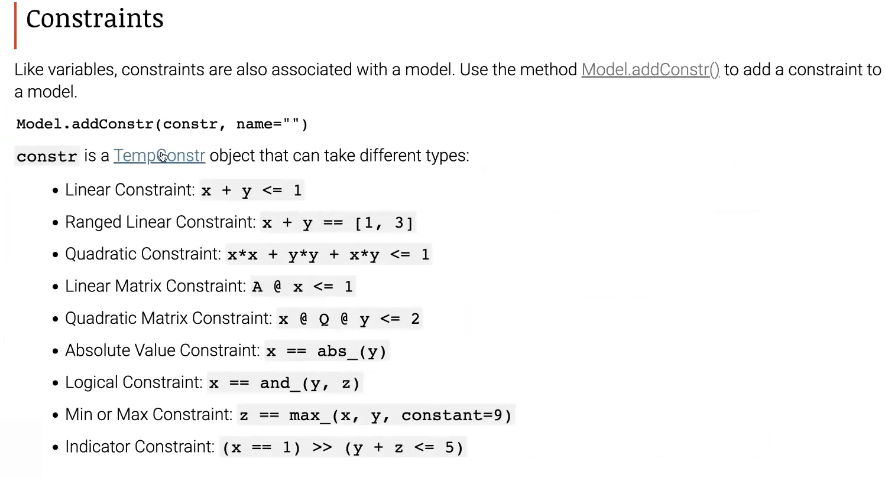 Constraints
Like variables, constraints are also associated with a model. Use the method Model.addConstr() to add a constraint to
a model.
Model.addConstr(constr, name="")
constr is a TempConstr object that can take different types:
• Linear Constraint: x + y <= 1
• Ranged Linear Constraint: x + y == [1, 3]
• Quadratic Constraint: x*x + y*y + x*y <= 1
• Linear Matrix Constraint: A @ x <= 1
• Quadratic Matrix Constraint: x @ Q @ y <= 2
• Absolute Value Constraint: x == abs_(y)
• Logical Constraint: x == and_(y, z)
• Min or Max Constraint: z == max_(x, y, constant=9)
• Indicator Constraint: (x == 1) >> (y + z <= 5)